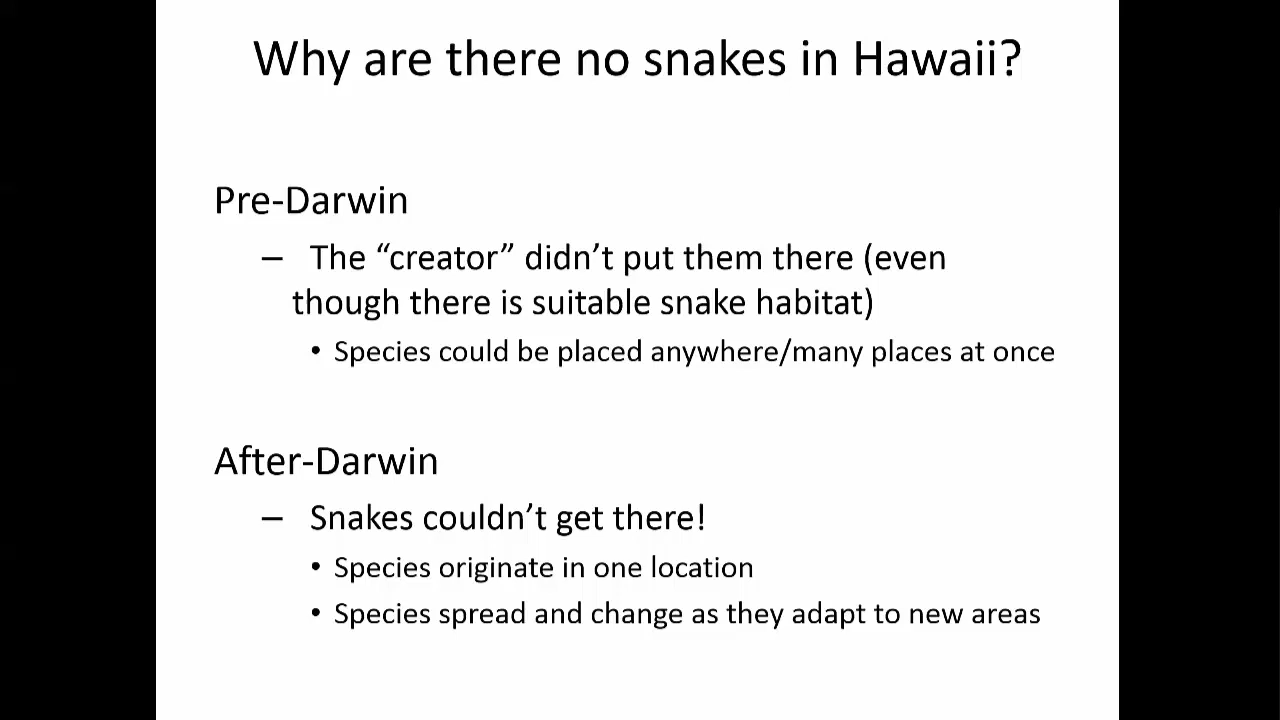 Why are there no snakes in Hawaii?
Pre-Darwin
– The “creator” didn’t put them there (even
though there is suitable snake habitat)
• Species could be placed anywhere/many places at once
After-Darwin
– Snakes couldn’t get there!
• Species originate in one location
• Species spread and change as they adapt to new areas